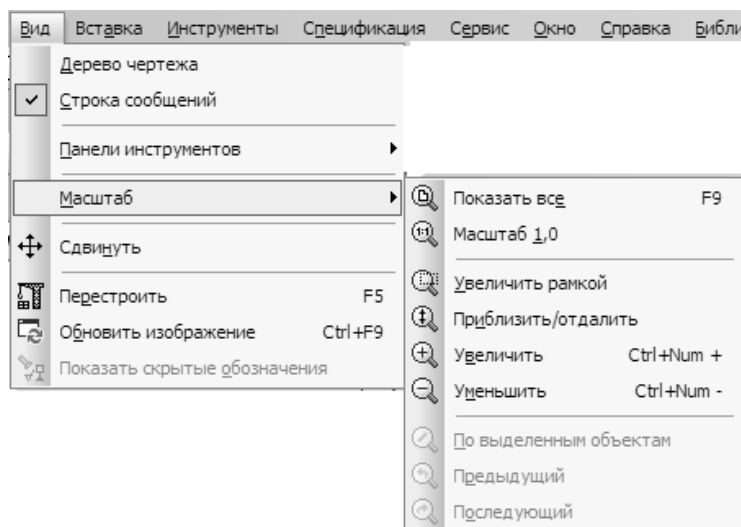 Вид Вставка Инструменты Спецификация Сервис Окно Справка Библи
Дерево чертежа
Строка сообщений
Панели инструментов
Масштаб
Сдвинуть
Перестроить F5
Обновить изображение Ctrl+F9
Показать скрытые обозначения
Показать все F9
Масштаб 1,0
Увеличить рамкой
Приблизить/отдалить
Увеличить Ctrl+Num +
Уменьшить Ctrl+Num -
По выделенным объектам
Предыдущий
Последующий